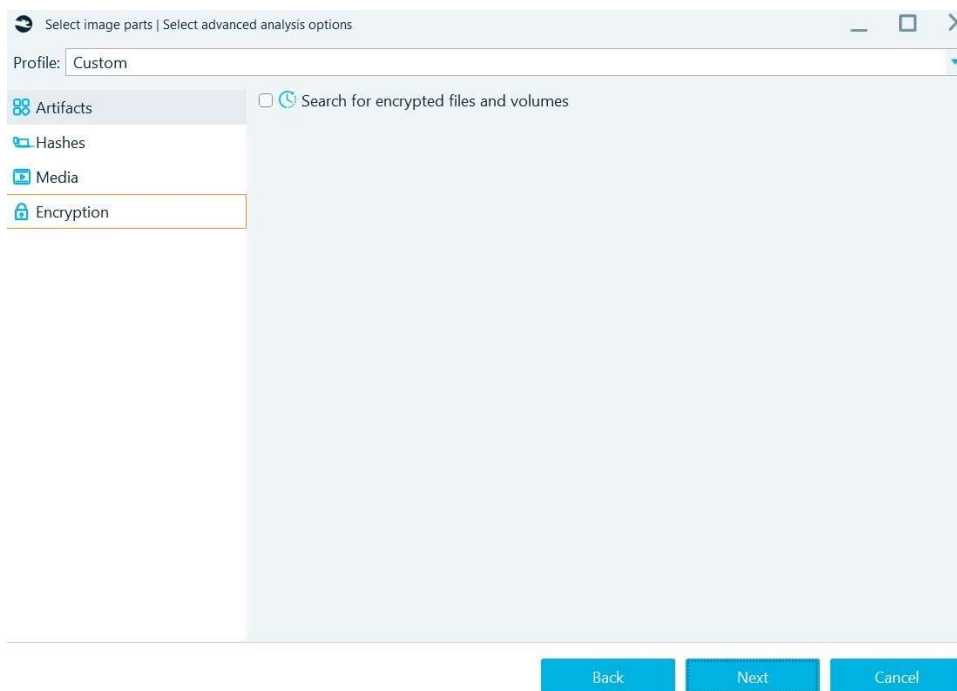 Select image parts | Select advanced analysis options
Profile: Custom
Artifacts
Hashes
Media
Encryption
Search for encrypted files and volumes
Back Next Cancel